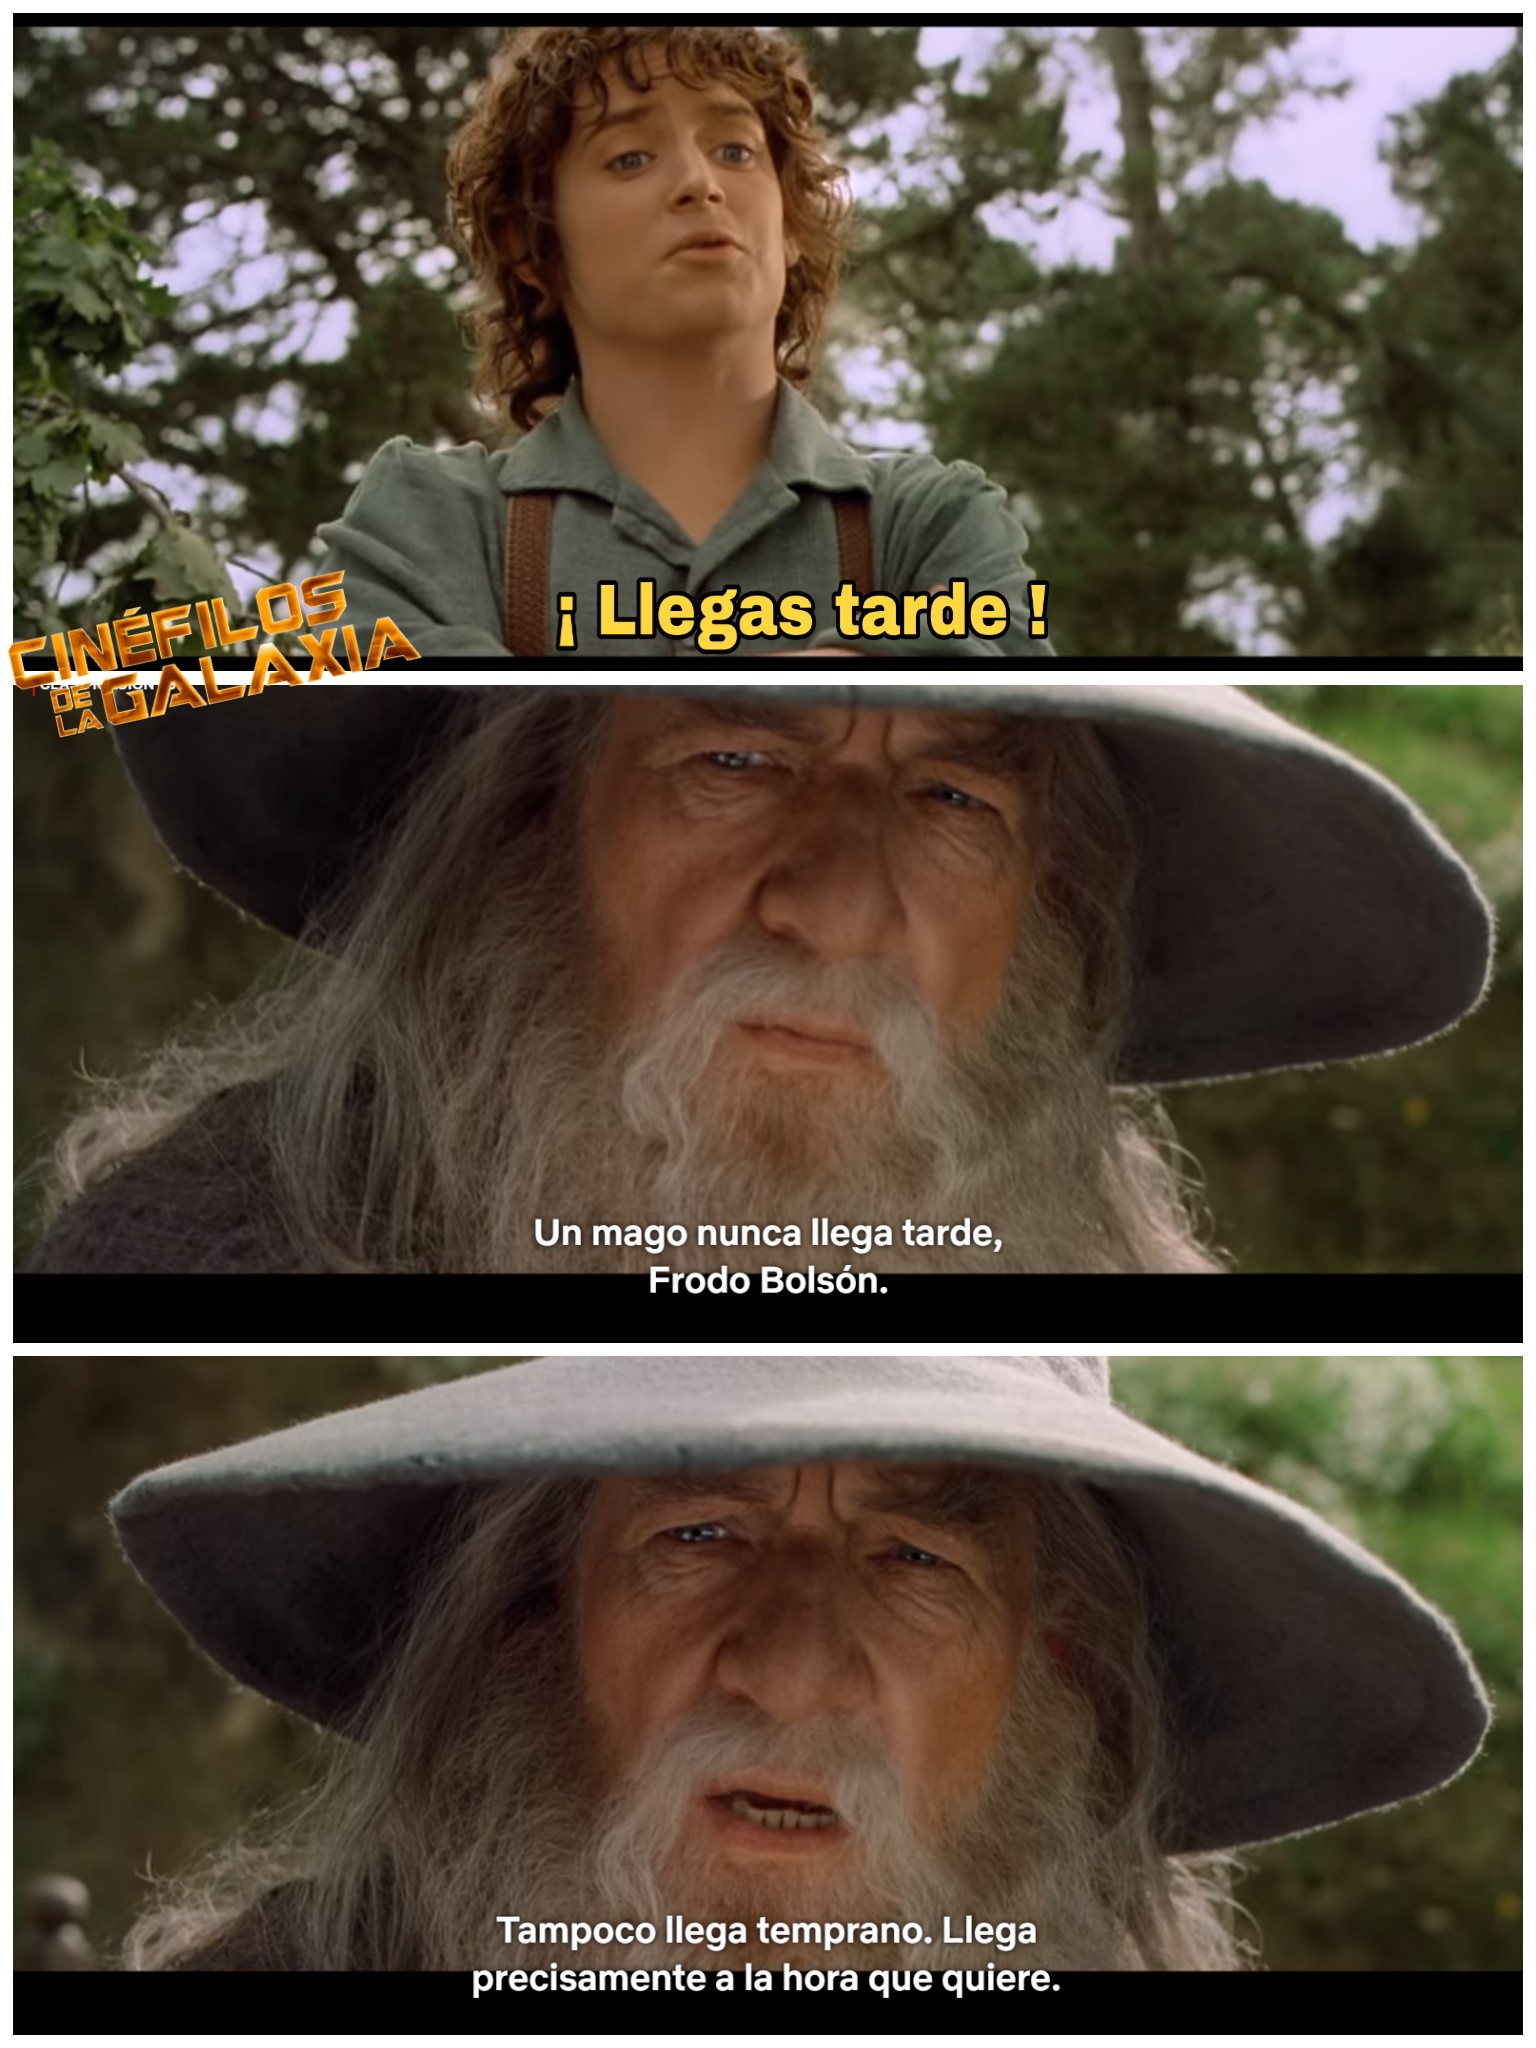 ¡ Llegas tarde !
CINÉFILOS
DE LA GALAXIA
Un mago nunca llega tarde,
Frodo Bolsón.
Tampoco llega temprano. Llega
precisamente a la hora que quiere.